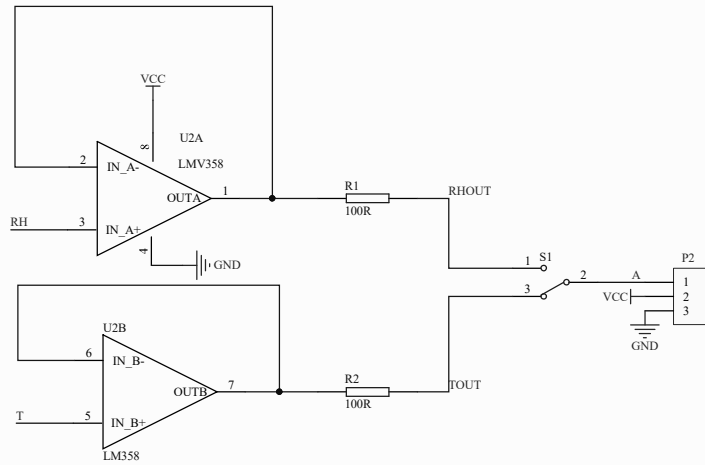 VCC
8
U2A
LMV358
2
IN_A-
OUTA
1
RH
3
IN_A+
4
GND
R1
100R
RHOUT
1
S1
2
3
A
P2
1
VCC
2
3
GND
U2B
6
IN_B-
OUTB
7
T
5
IN_B+
LM358
R2
100R
TOUT